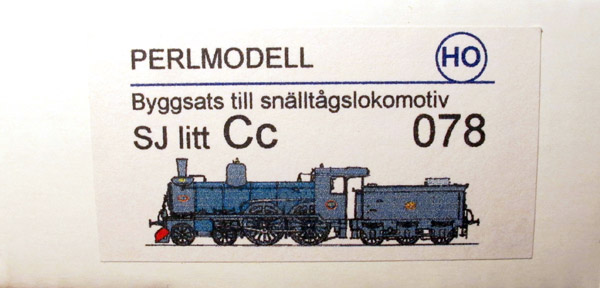 PERLMODELL
HO
Byggsats till snälltågslokomotiv
SJ litt Cc 078